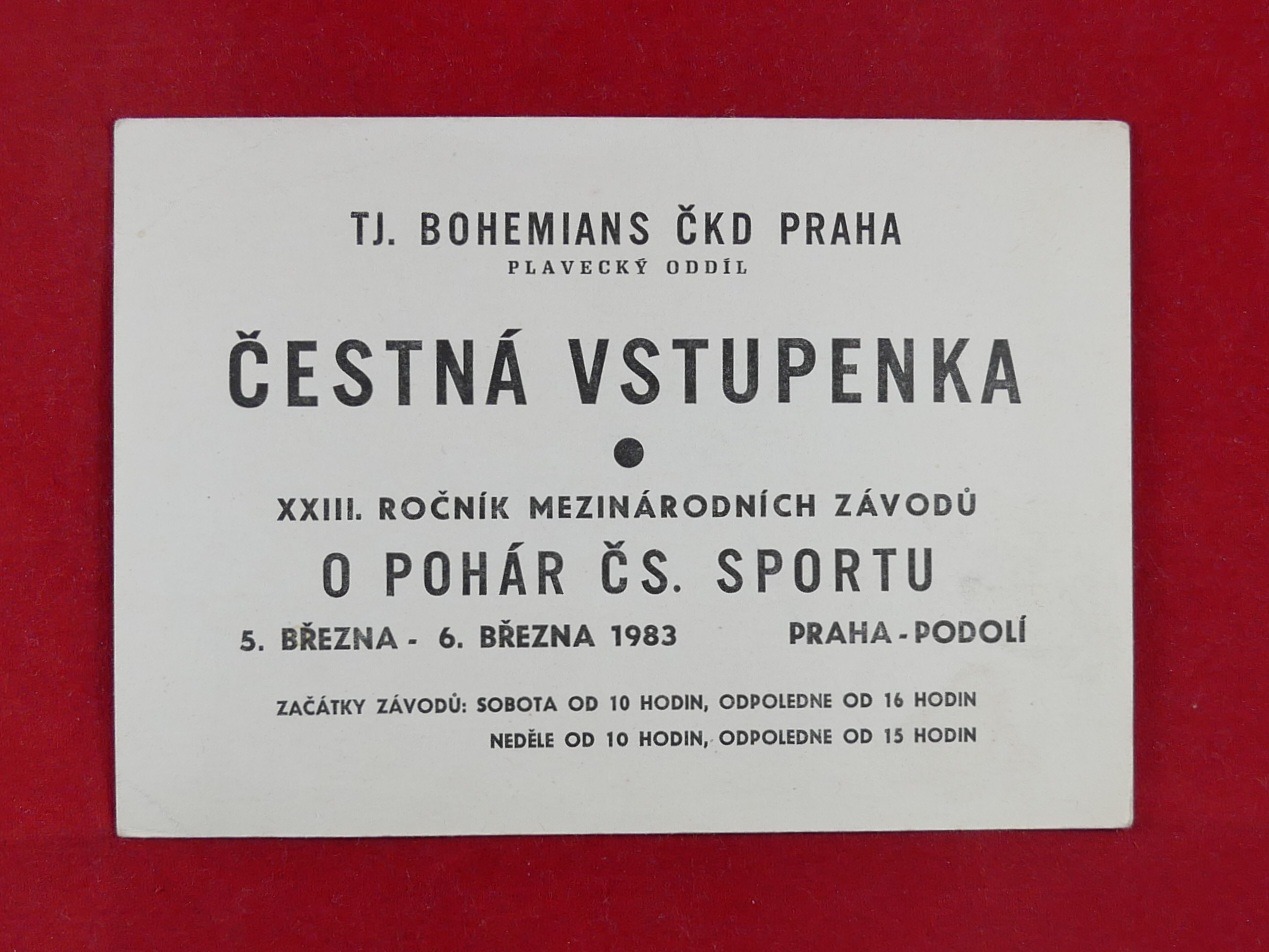 TJ. BOHEMIANS ČKD PRAHA
PLAVECKÝ ODDÍL
ČESTNÁ VSTUPENKA
XXIII. ROČNÍK MEZINÁRODNÍCH ZÁVODŮ
O POHÁR ČS. SPORTU
5. BŘEZNA - 6. BŘEZNA 1983 PRAHA - PODOLÍ
ZAČÁTKY ZÁVODŮ: SOBOTA OD 10 HODIN, ODPOLEDNE OD 16 HODIN
NEDĚLE OD 10 HODIN, ODPOLEDNE OD 15 HODIN